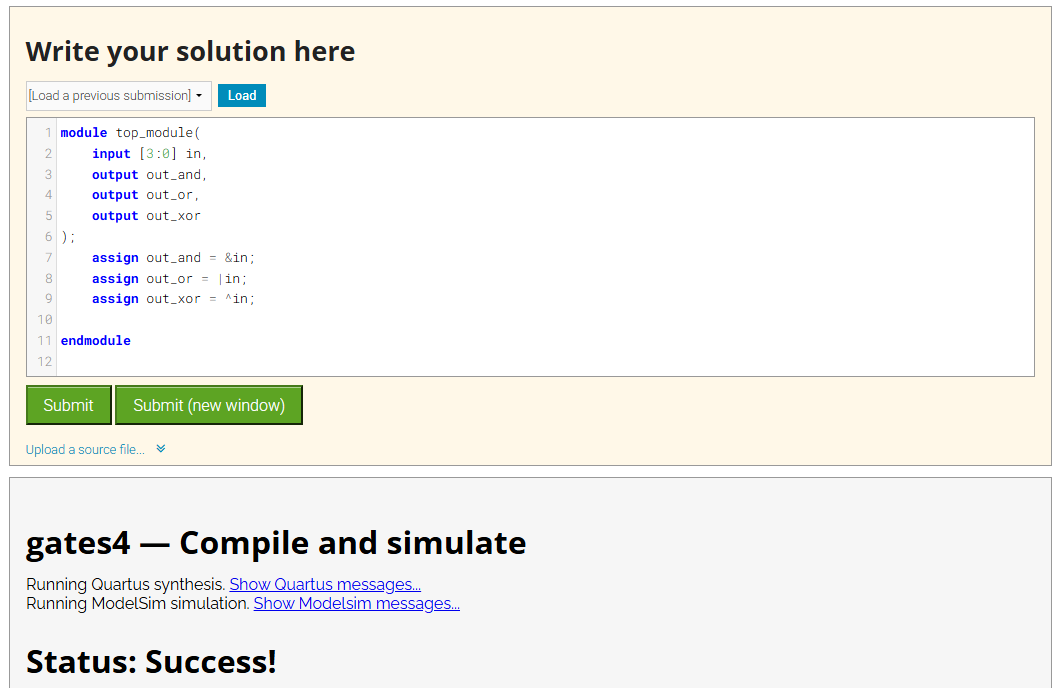 Write your solution here
[Load a previous submission] Load
1 module top_module(
2     input [3:0] in,
3     output out_and,
4     output out_or,
5     output out_xor
6 );
7     assign out_and = &in;
8     assign out_or = |in;
9     assign out_xor = ^in;
10
11 endmodule
12
Submit Submit (new window)
Upload a source file...
gates4 — Compile and simulate
Running Quartus synthesis. Show Quartus messages...
Running ModelSim simulation. Show Modelsim messages...
Status: Success!